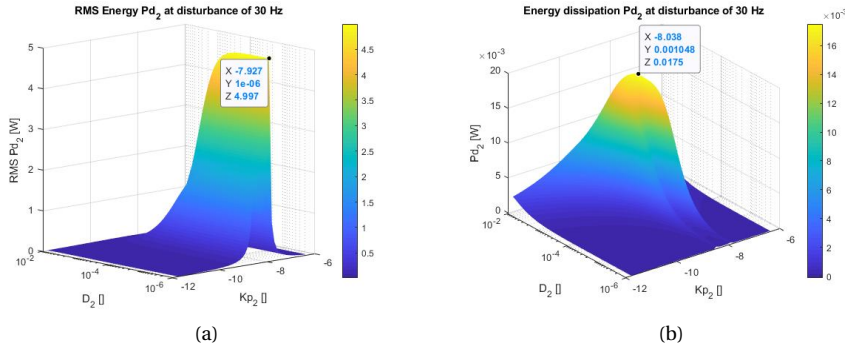 RMS Energy Pd2 at disturbance of 30 Hz
5
4
3
2
1
0
RMS Pd2 [W]
X -7.927
Y 1e-06
Z 4.997
10-2
10-4
10-6
D2 []
-12
-10
-8
-6
Kp2 []
4.5
4
3.5
3
2.5
2
1.5
1
0.5
(a)
Energy dissipation Pd2 at disturbance of 30 Hz
×10-3
20
15
10
5
0
Pd2 [W]
X -8.038
Y 0.001048
Z 0.0175
10-2
10-4
10-6
D2 []
-12
-10
-8
-6
Kp2 []
×10-3
16
14
12
10
8
6
4
2
0
(b)